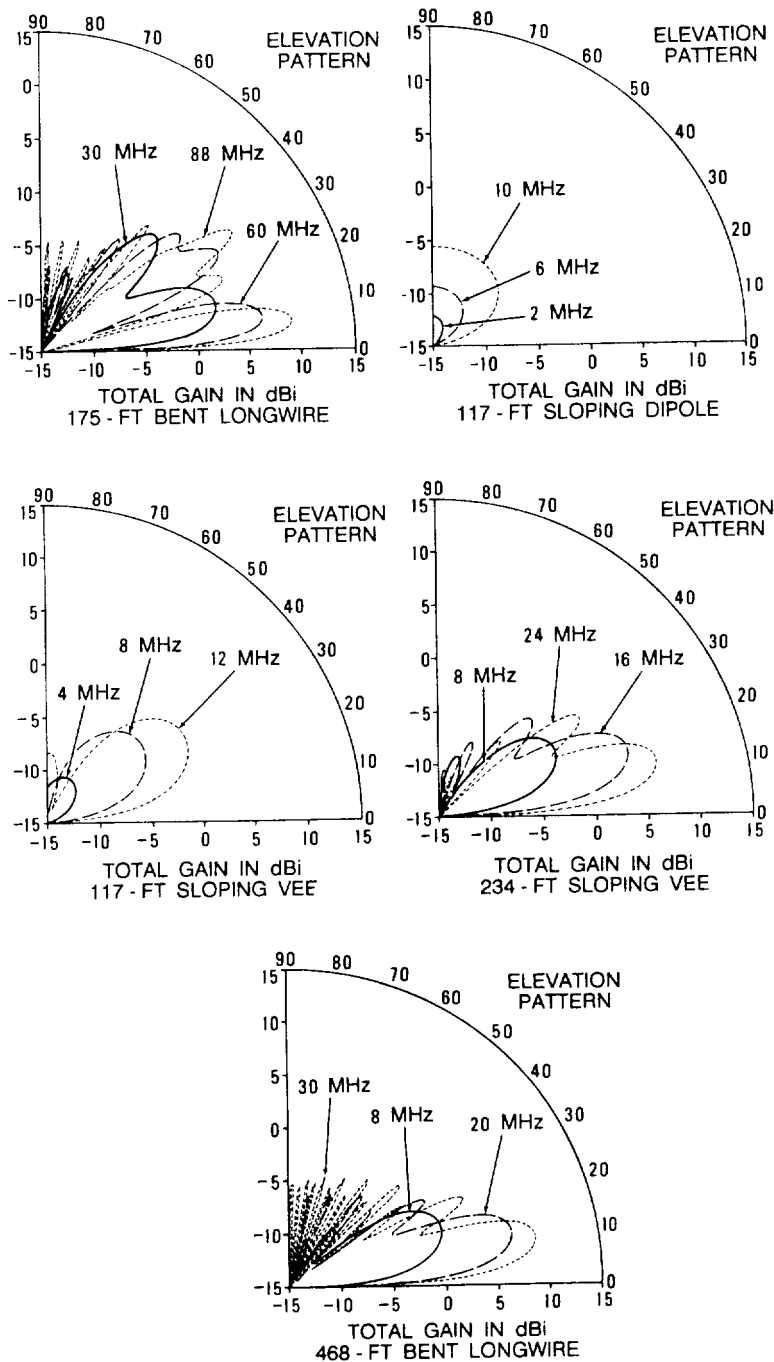 90
80
70
60
50
40
30
20
10
0
15
0
5
10
-5
-10
-15
-15 -10 -5 0 5 10 15
ELEVATION
PATTERN
30 MHz
88 MHz
60 MHz
TOTAL GAIN IN dBi
175 - FT BENT LONGWIRE
90
80
70
60
50
40
30
20
10
0
15
10
5
0
-5
-10
-15
-15 -10 -5 0 5 10 15
ELEVATION
PATTERN
10 MHz
6 MHz
2 MHz
TOTAL GAIN IN dBi
117 - FT SLOPING DIPOLE
90
80
70
60
50
40
30
20
10
0
15
10
5
0
-5
-10
-15
-15 -10 -5 0 5 10 15
ELEVATION
PATTERN
8 MHz
12 MHz
4 MHz
TOTAL GAIN IN dBi
117 - FT SLOPING VEE
90
80
70
60
50
40
30
20
10
0
15
10
5
0
-5
-10
-15
-15 -10 -5 0 5 10 15
ELEVATION
PATTERN
24 MHz
8 MHz
16 MHz
TOTAL GAIN IN dBi
234 - FT SLOPING VEE
90
80
70
60
50
40
30
20
10
0
15
10
5
0
-5
-10
-15
-15 -10 -5 0 5 10 15
ELEVATION
PATTERN
30 MHz
8 MHz
20 MHz
TOTAL GAIN IN dBi
468 - FT BENT LONGWIRE